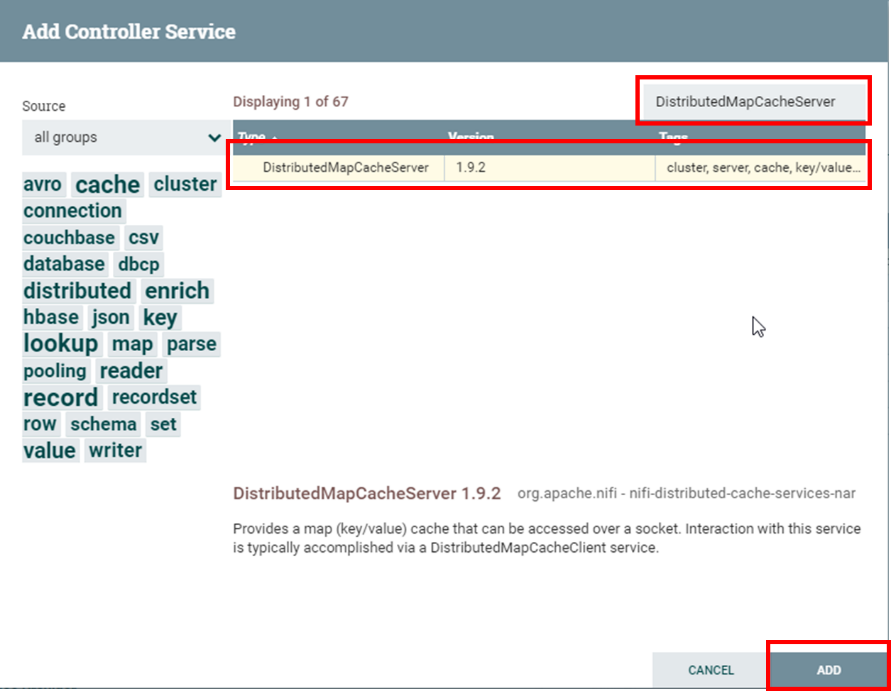 Add Controller Service
Source
all groups
avro cache cluster
connection
couchbase csv
database dbcp
distributed enrich
hbase json key
lookup map parse
pooling reader
record recordset
row schema set
value writer
Displaying 1 of 67
DistributedMapCacheServer
Type Version Tags
DistributedMapCacheServer 1.9.2 cluster, server, cache, key/value...
DistributedMapCacheServer 1.9.2 org.apache.nifi - nifi-distributed-cache-services-nar
Provides a map (key/value) cache that can be accessed over a socket. Interaction with this service
is typically accomplished via a DistributedMapCacheClient service.
CANCEL ADD